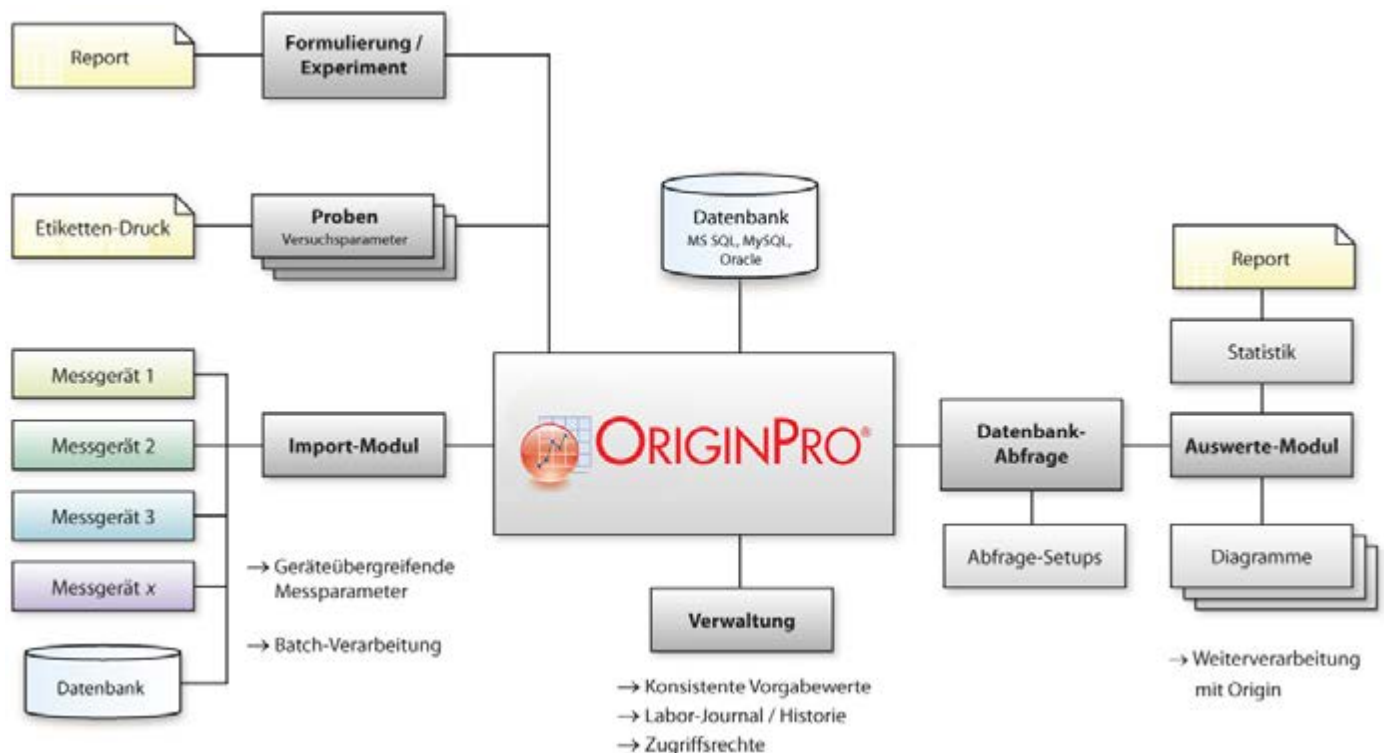 Report
Formulierung /
Experiment
Etiketten-Druck
Proben
Versuchsparameter
Datenbank
MS SQL, MySQL,
Oracle
Report
Statistik
Messgerät 1
Messgerät 2
Messgerät 3
Messgerät x
Datenbank
Import-Modul
→ Geräteübergreifende
Messparameter
→ Batch-Verarbeitung
ORIGINPRO®
Datenbank-
Abfrage
Abfrage-Setups
Auswerte-Modul
Diagramme
→ Weiterverarbeitung
mit Origin
Verwaltung
→ Konsistente Vorgabewerte
→ Labor-Journal / Historie
→ Zugriffsrechte